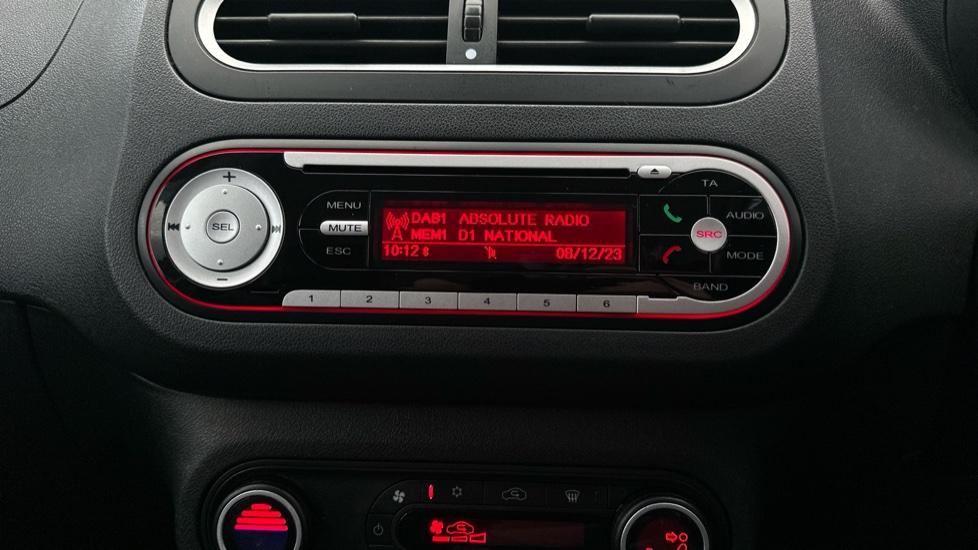 MENU
MUTE
ESC
+
SEL
-
DAB1 ABSOLUTE RADIO
MEM1 D1 NATIONAL
10:12 08/12/23
TA
AUDIO
SRC
MODE
BAND
1 2 3 4 5 6